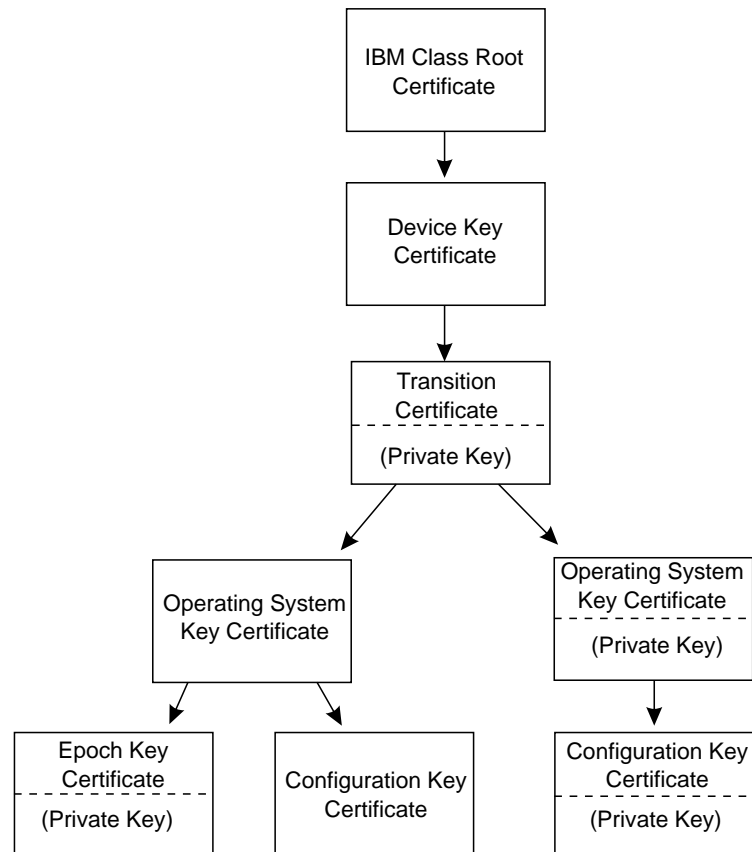 IBM Class Root
Certificate
Device Key
Certificate
Transition
Certificate
(Private Key)
Operating System
Key Certificate
Operating System
Key Certificate
(Private Key)
Epoch Key
Certificate
(Private Key)
Configuration Key
Certificate
Configuration Key
Certificate
(Private Key)